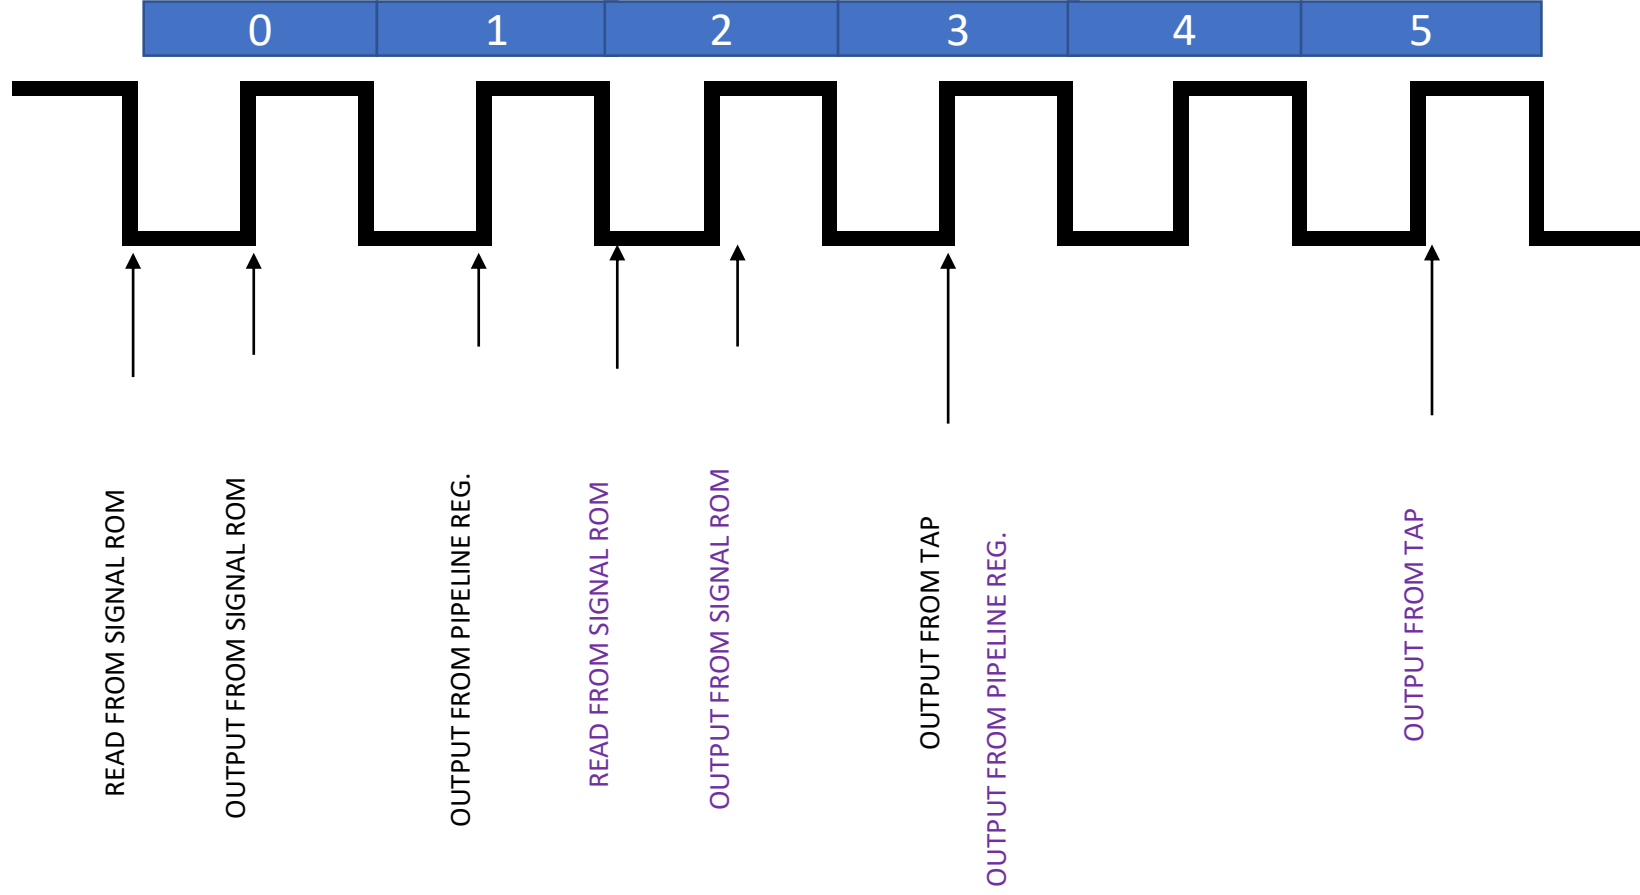 0
1
2
3
4
5
READ FROM SIGNAL ROM
OUTPUT FROM SIGNAL ROM
OUTPUT FROM PIPELINE REG.
READ FROM SIGNAL ROM
OUTPUT FROM SIGNAL ROM
OUTPUT FROM TAP
OUTPUT FROM PIPELINE REG.
OUTPUT FROM TAP